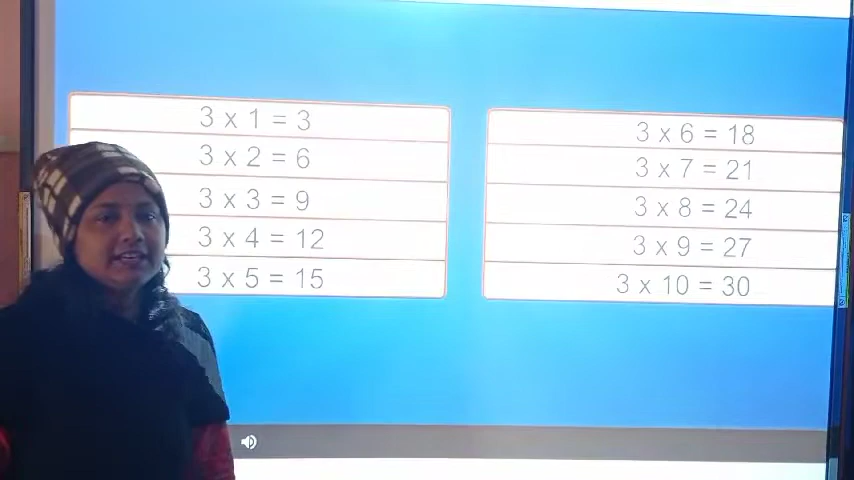 3 x 1 = 3
3 x 2 = 6
3 x 3 = 9
3 x 4 = 12
3 x 5 = 15
3 x 6 = 18
3 x 7 = 21
3 x 8 = 24
3 x 9 = 27
3 x 10 = 30